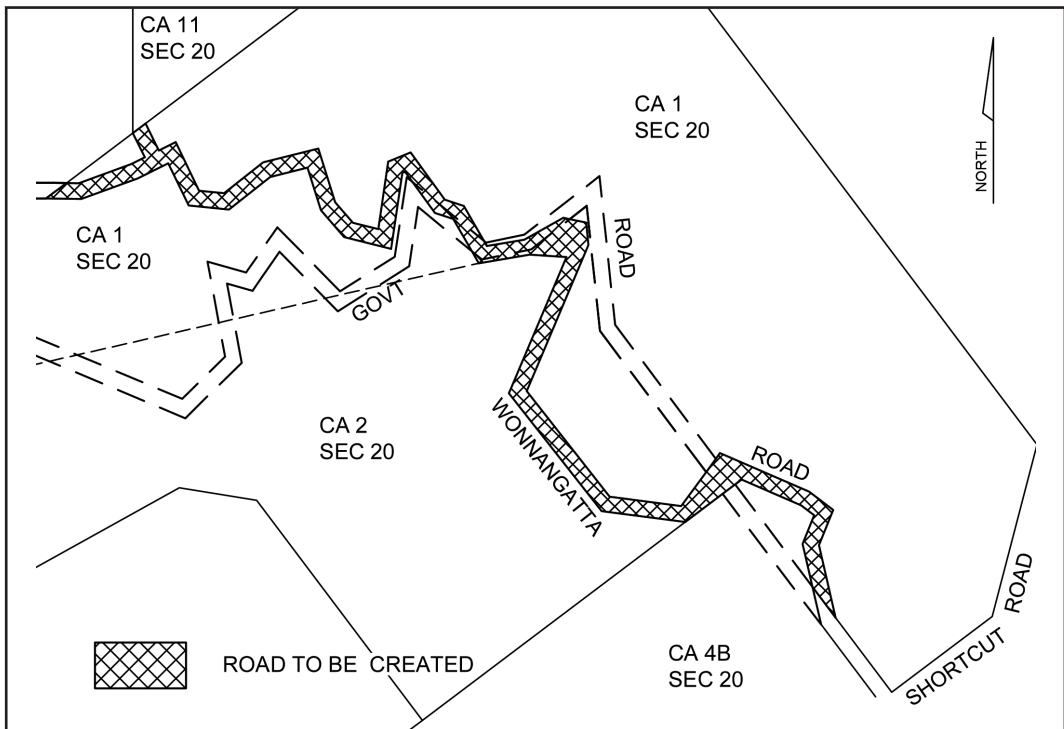 CA 11
SEC 20
CA 1
SEC 20
NORTH
ROAD
CA 1
SEC 20
GOVT
CA 2
SEC 20
WONNANGATTA
ROAD
ROAD
SHORTCUT
CA 4B
SEC 20
ROAD TO BE CREATED